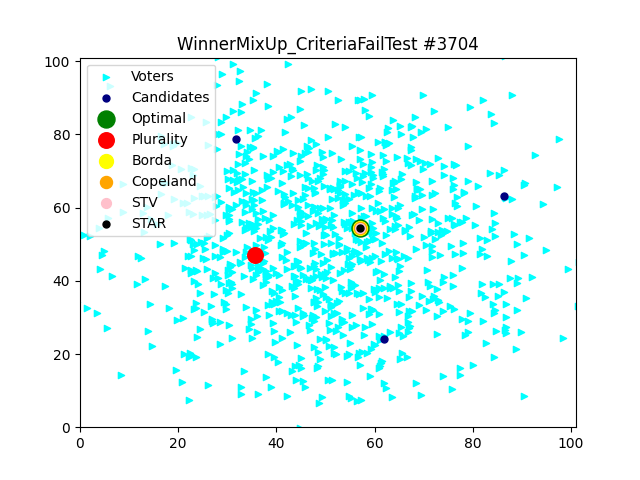 WinnerMixUp_CriteriaFailTest #3704
100
80
60
40
20
0
0 20 40 60 80 100
Voters
Candidates
Optimal
Plurality
Borda
Copeland
STV
STAR